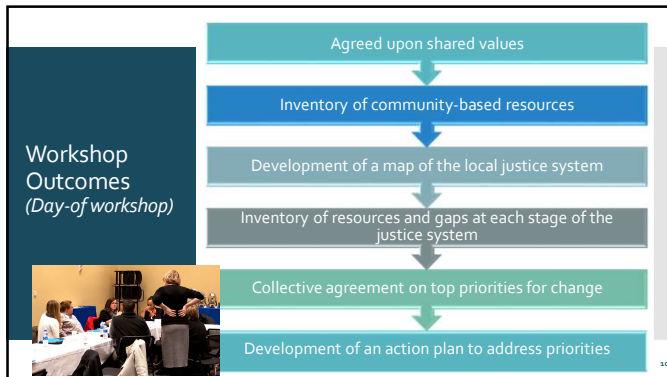 Workshop
Outcomes
(Day-of workshop)
Agreed upon shared values
Inventory of community-based resources
Development of a map of the local justice system
Inventory of resources and gaps at each stage of the
justice system
Collective agreement on top priorities for change
Development of an action plan to address priorities